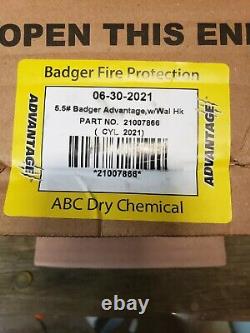 OPEN THIS EN
Badger Fire Protection
06-30-2021
5.5# Badger Advantage,w/Wal Hk
PART NO. 21007866
( CYL 2021)
*21007866*
ADVANTAGE
ADVANTAGE
ABC Dry Chemical